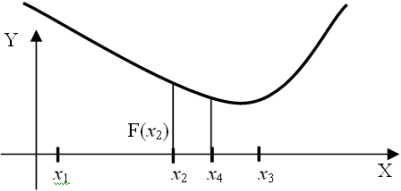 Y
F(x₂)
x₁ x₂ x₄ x₃ X